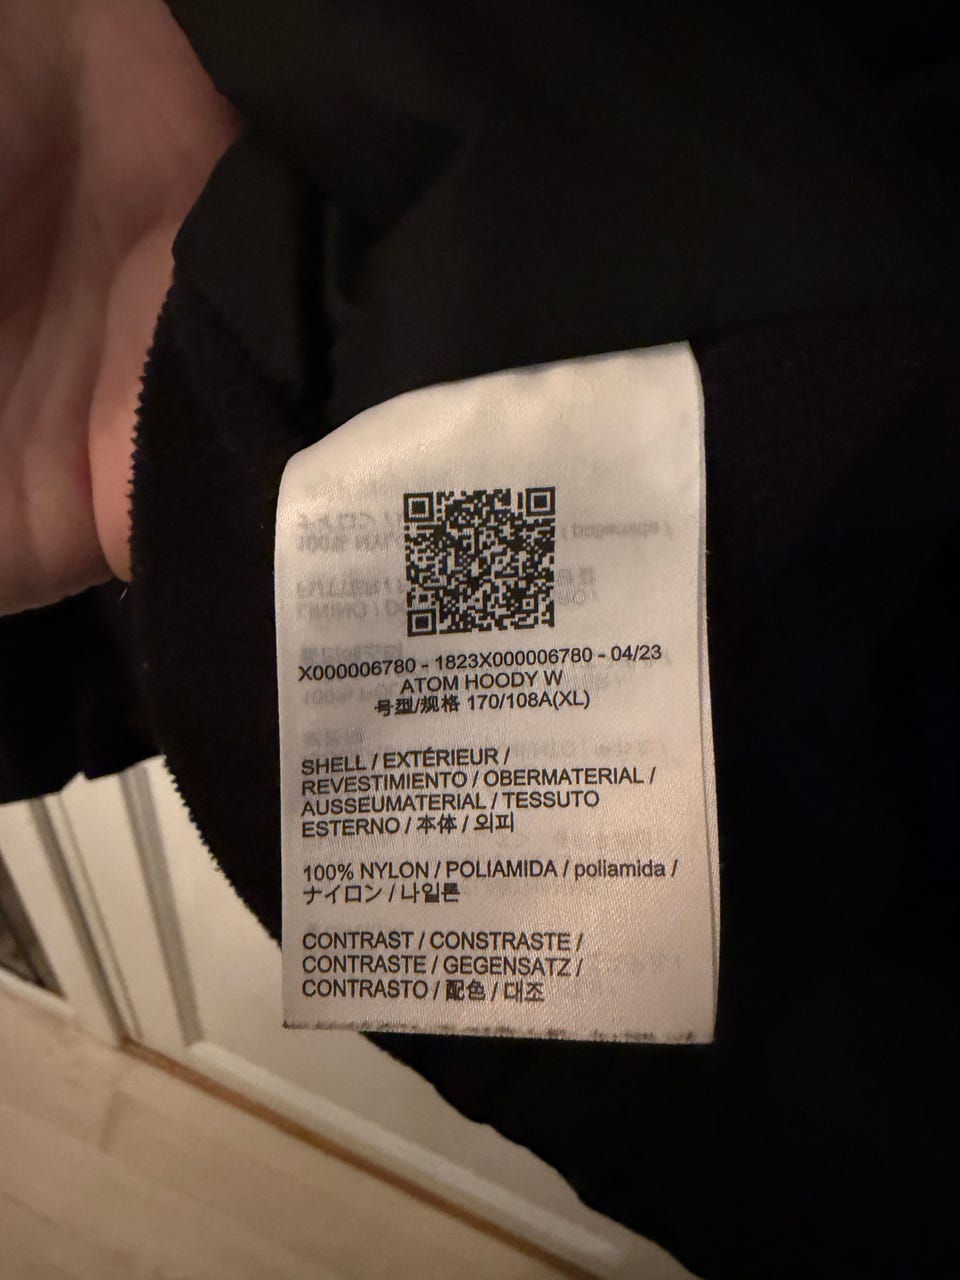 X000006780 - 1823X000006780 - 04/23
ATOM HOODY W
号型/规格 170/108A(XL)
SHELL / EXTÉRIEUR /
REVESTIMIENTO / OBERMATERIAL /
AUSSEUMATERIAL / TESSUTO
ESTERNO / 本体 / 외피
100% NYLON / POLIAMIDA / poliamida /
ナイロン / 나일론
CONTRAST / CONSTRASTE /
CONTRASTE / GEGENSATZ /
CONTRASTO / 配色 / 대조